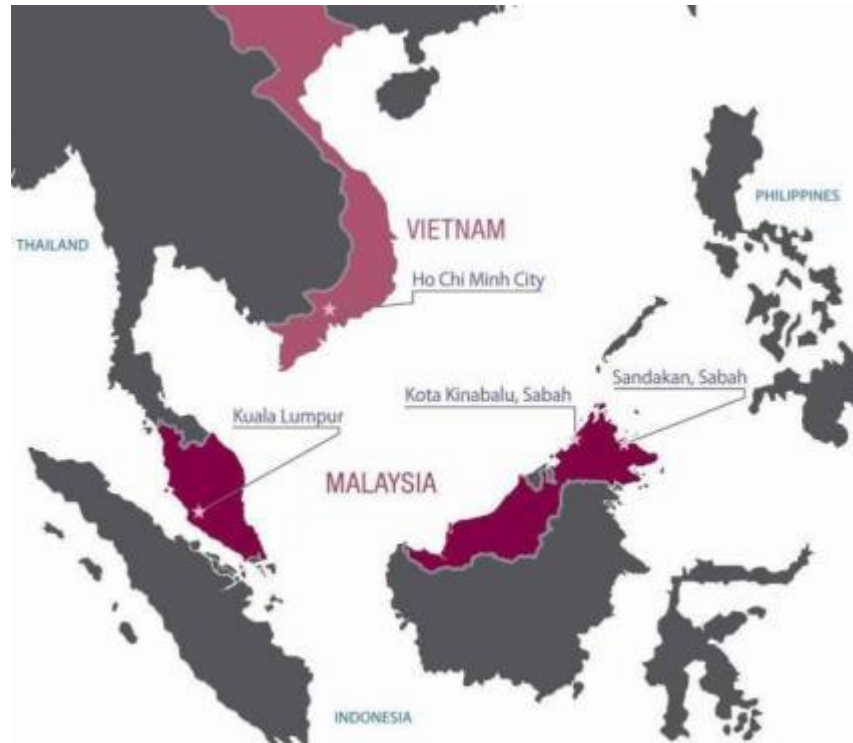 PHILIPPINES
VIETNAM
THAILAND
Ho Chi Minh City
Sandakan, Sabah
Kota Kinabalu, Sabah
Kuala Lumpur
MALAYSIA
INDONESIA